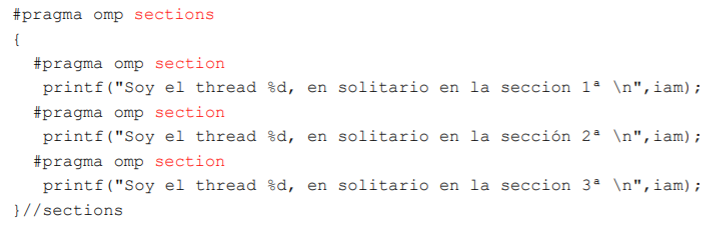 #pragma omp sections
{
#pragma omp section
printf("Soy el thread %d, en solitario en la seccion 1ª \n",iam);
#pragma omp section
printf("Soy el thread %d, en solitario en la sección 2ª \n",iam);
#pragma omp section
printf("Soy el thread %d, en solitario en la seccion 3ª \n",iam);
}//sections